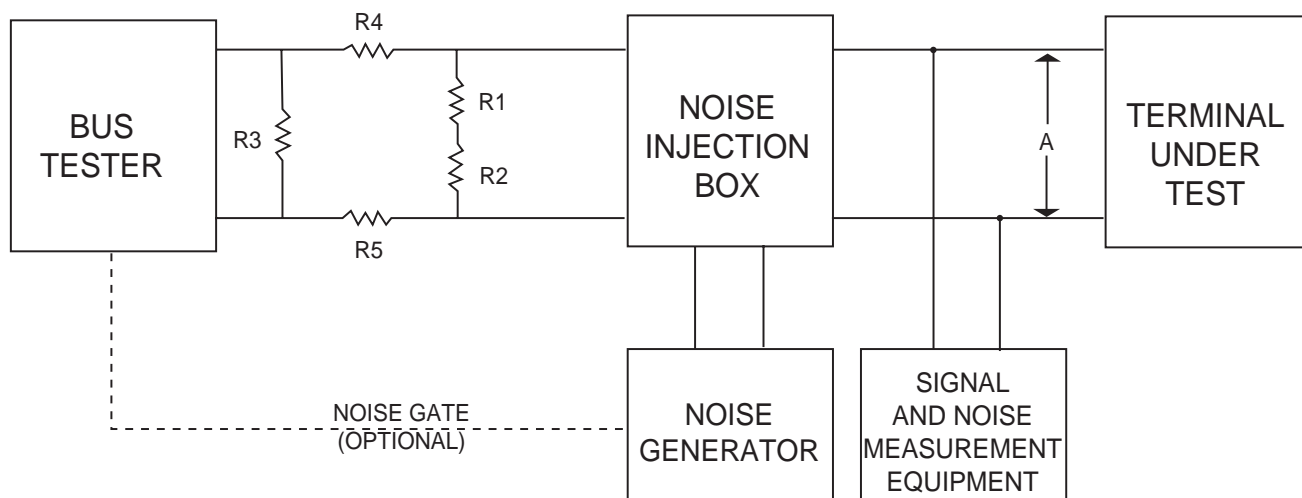 R4
BUS
TESTER
R3
R1
R2
R5
NOISE
INJECTION
BOX
A
TERMINAL
UNDER
TEST
NOISE GATE
(OPTIONAL)
NOISE
GENERATOR
SIGNAL
AND NOISE
MEASUREMENT
EQUIPMENT